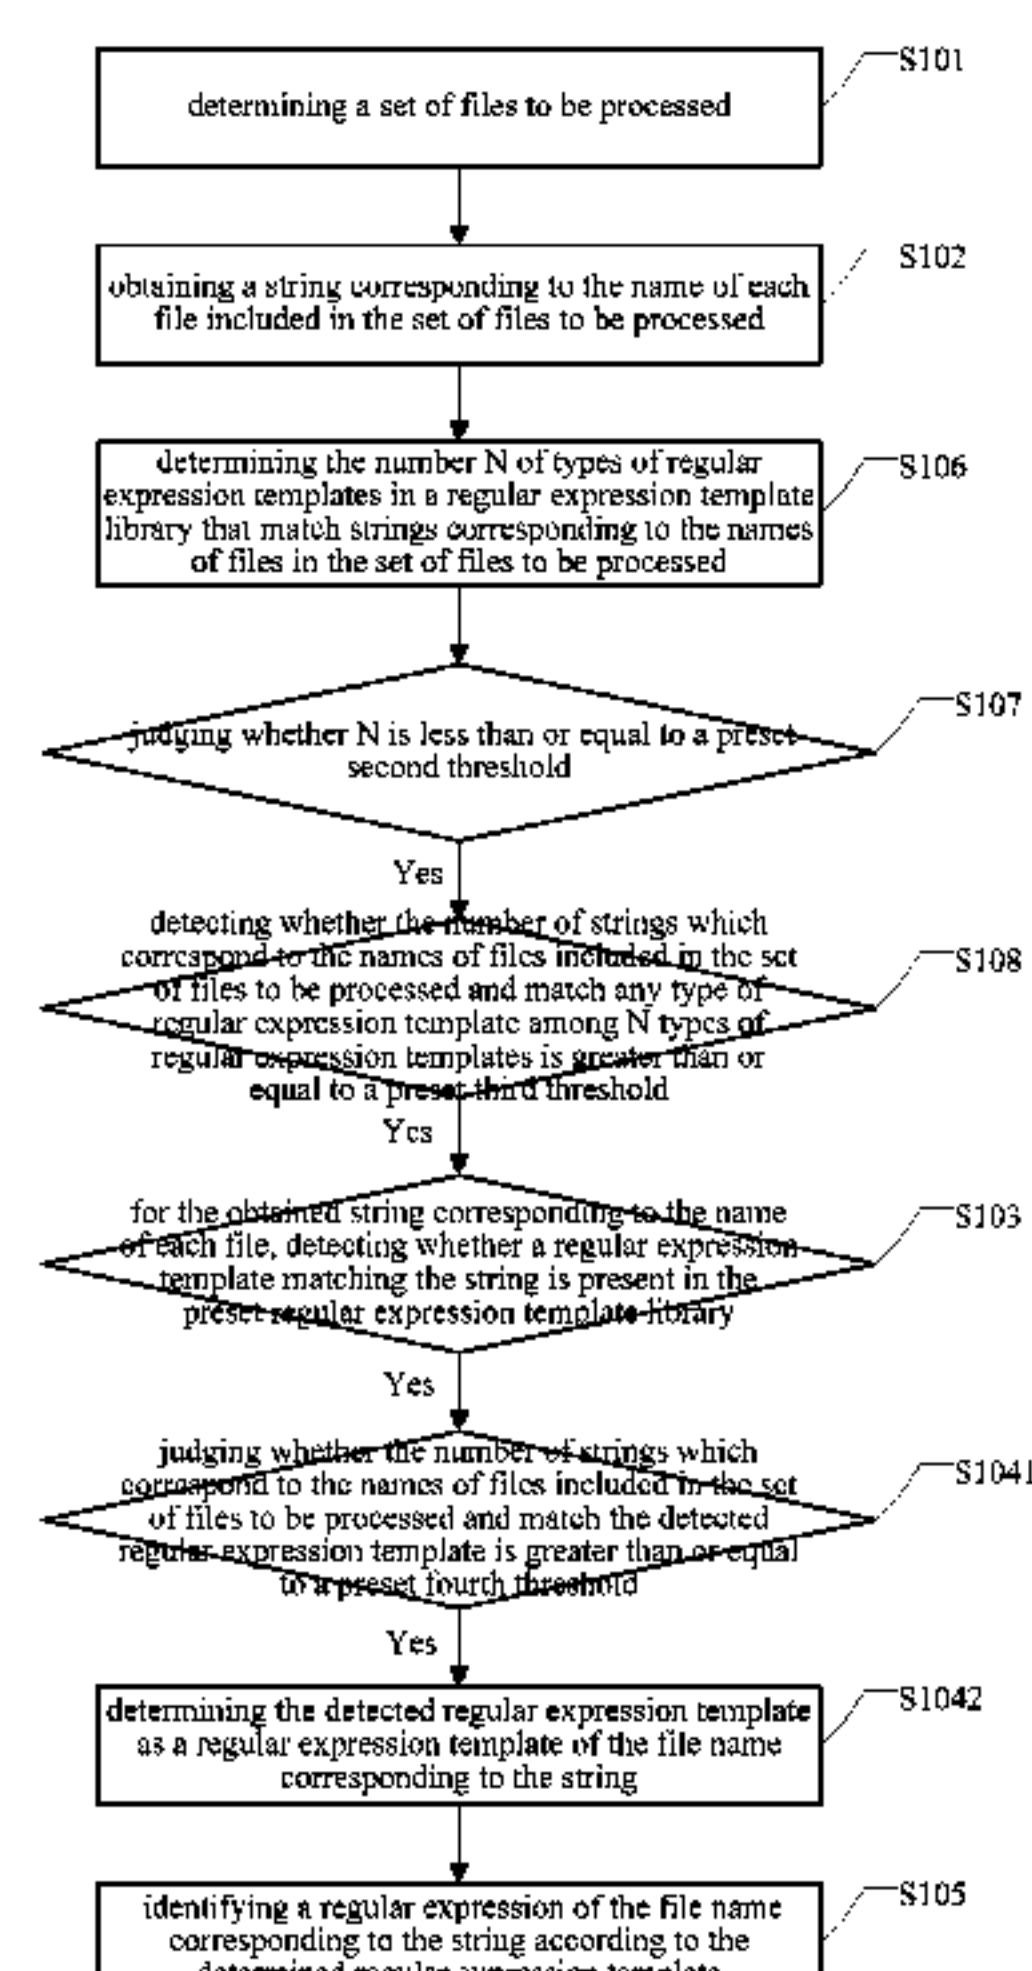 S101
determining a set of files to be processed
S102
obtaining a string corresponding to the name of each
file included in the set of files to be processed
S106
determining the number N of types of regular
expression templates in a regular expression template
library that match strings corresponding to the names
of files in the set of files to be processed
S107
judging whether N is less than or equal to a preset
second threshold
Yes
detecting whether the number of strings which
correspond to the names of files included in the set
S108
of files to be processed and match any type of
regular expression template among N types of
regular expression templates is greater than or
equal to a preset third threshold
Yes
for the obtained string corresponding to the name
S103
of each file, detecting whether a regular expression
template matching the string is present in the
preset regular expression template library
Yes
judging whether the number of strings which
S1041
correspond to the names of files included in the set
of files to be processed and match the detected
regular expression template is greater than or equal
to a preset fourth threshold
Yes
S1042
determining the detected regular expression template
as a regular expression template of the file name
corresponding to the string
S105
identifying a regular expression of the file name
corresponding to the string according to the
determined regular expression template